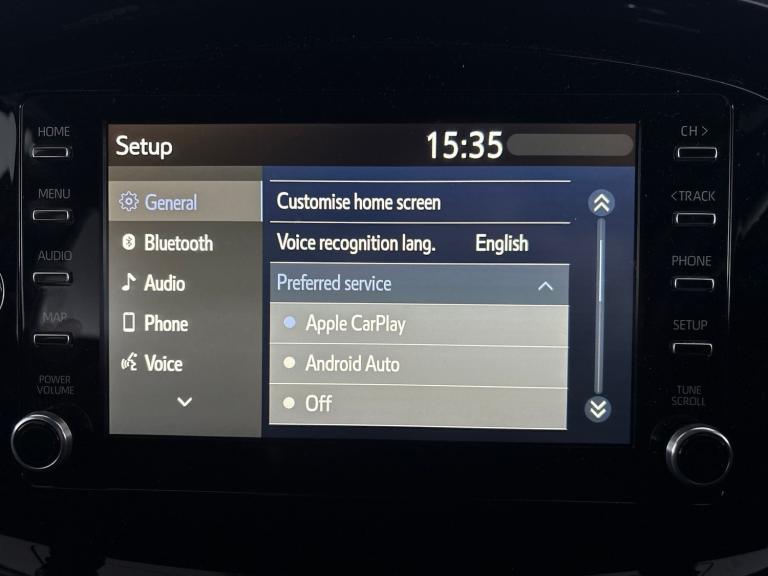 HOME
MENU
AUDIO
MAP
POWER
VOLUME
Setup 15:35
General
Bluetooth
Audio
Phone
Voice
Customise home screen
Voice recognition lang. English
Preferred service
Apple CarPlay
Android Auto
Off
CH >
< TRACK
PHONE
SETUP
TUNE
SCROLL